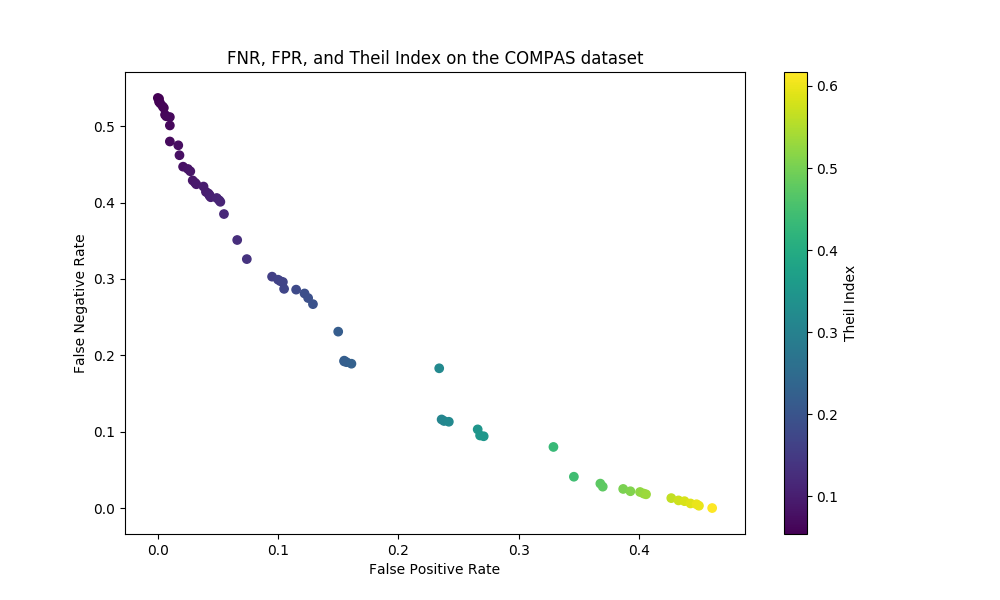 FNR, FPR, and Theil Index on the COMPAS dataset
0.5
0.4
0.3
0.2
0.1
0.0
False Negative Rate
0.0 0.1 0.2 0.3 0.4
False Positive Rate
0.6
0.5
0.4
0.3
0.2
0.1
Theil Index